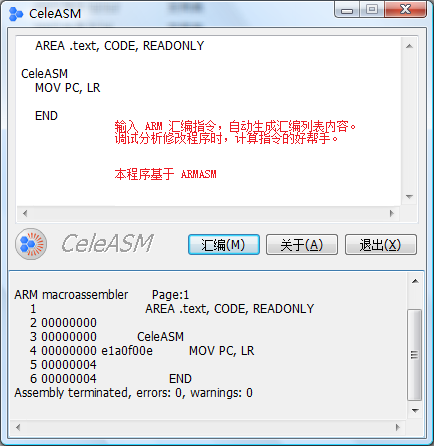 CeleASM
AREA .text, CODE, READONLY
CeleASM
MOV PC, LR
END
输入 ARM 汇编指令，自动生成汇编列表内容。
调试分析修改程序时，计算指令的好帮手。
本程序基于 ARMASM
CeleASM
汇编(M)
关于(A)
退出(X)
ARM macroassembler Page:1
1 AREA .text, CODE, READONLY
2 00000000
3 00000000 CeleASM
4 00000000 e1a0f00e MOV PC, LR
5 00000004
6 00000004 END
Assembly terminated, errors: 0, warnings: 0